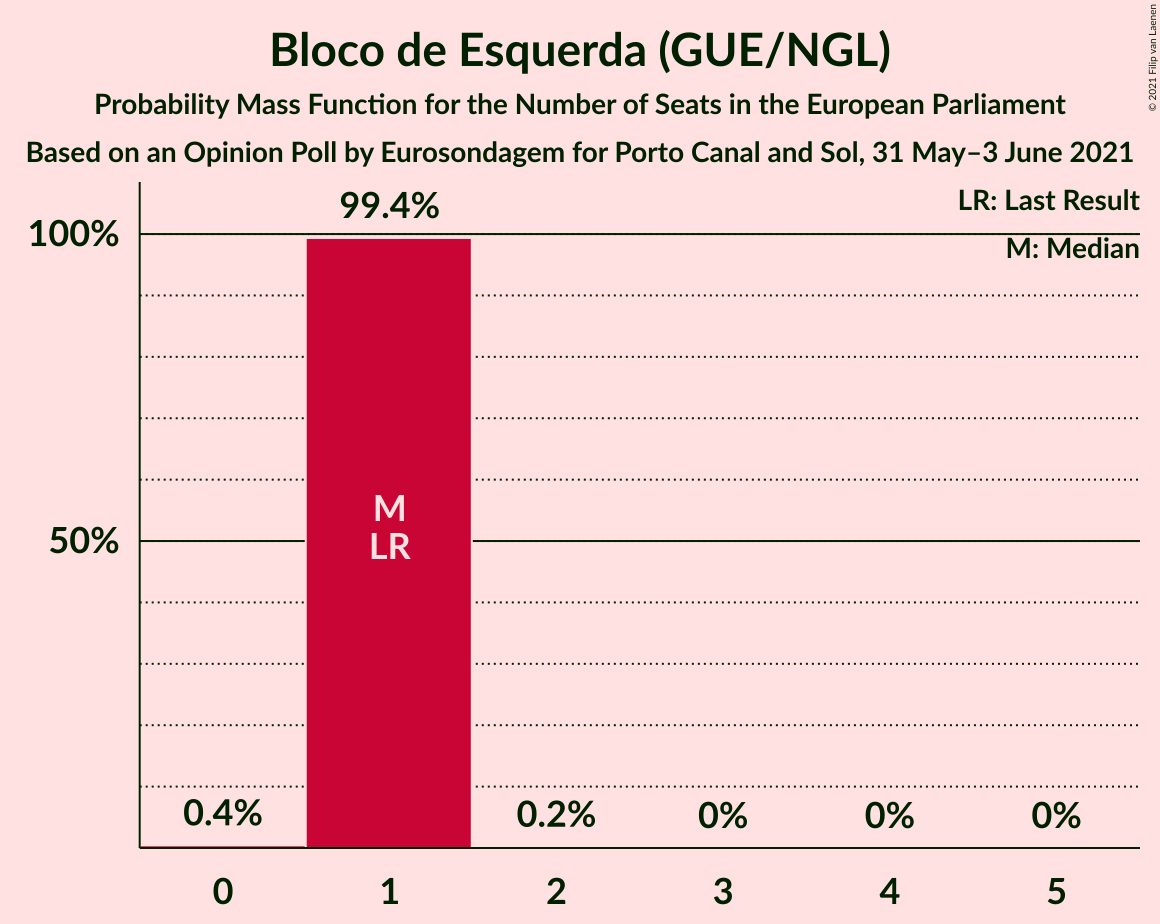 Bloco de Esquerda (GUE/NGL)
Probability Mass Function for the Number of Seats in the European Parliament
Based on an Opinion Poll by Eurosondagem for Porto Canal and Sol, 31 May–3 June 2021
© 2021 Filip van Laenen
LR: Last Result
M: Median
100%
50%
99.4%
M
LR
0.4%
0.2%
0%
0%
0%
0
1
2
3
4
5